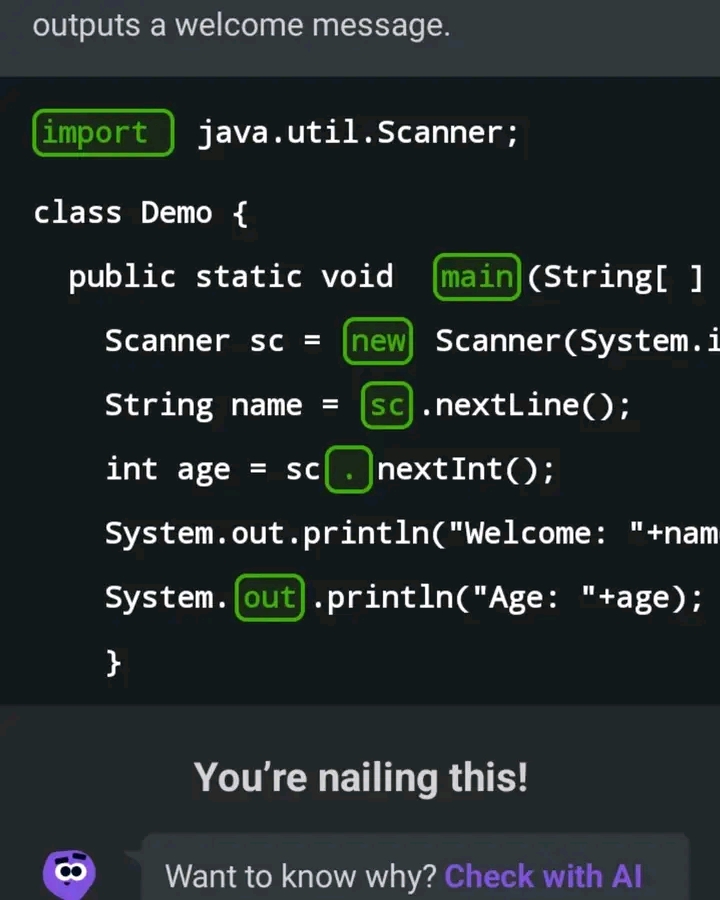 outputs a welcome message.
import java.util.Scanner;
class Demo {
public static void main(String[ ]
Scanner sc = new Scanner(System.i
String name = sc.nextLine();
int age = sc.nextInt();
System.out.println("Welcome: "+nam
System.out.println("Age: "+age);
}
You're nailing this!
Want to know why? Check with AI